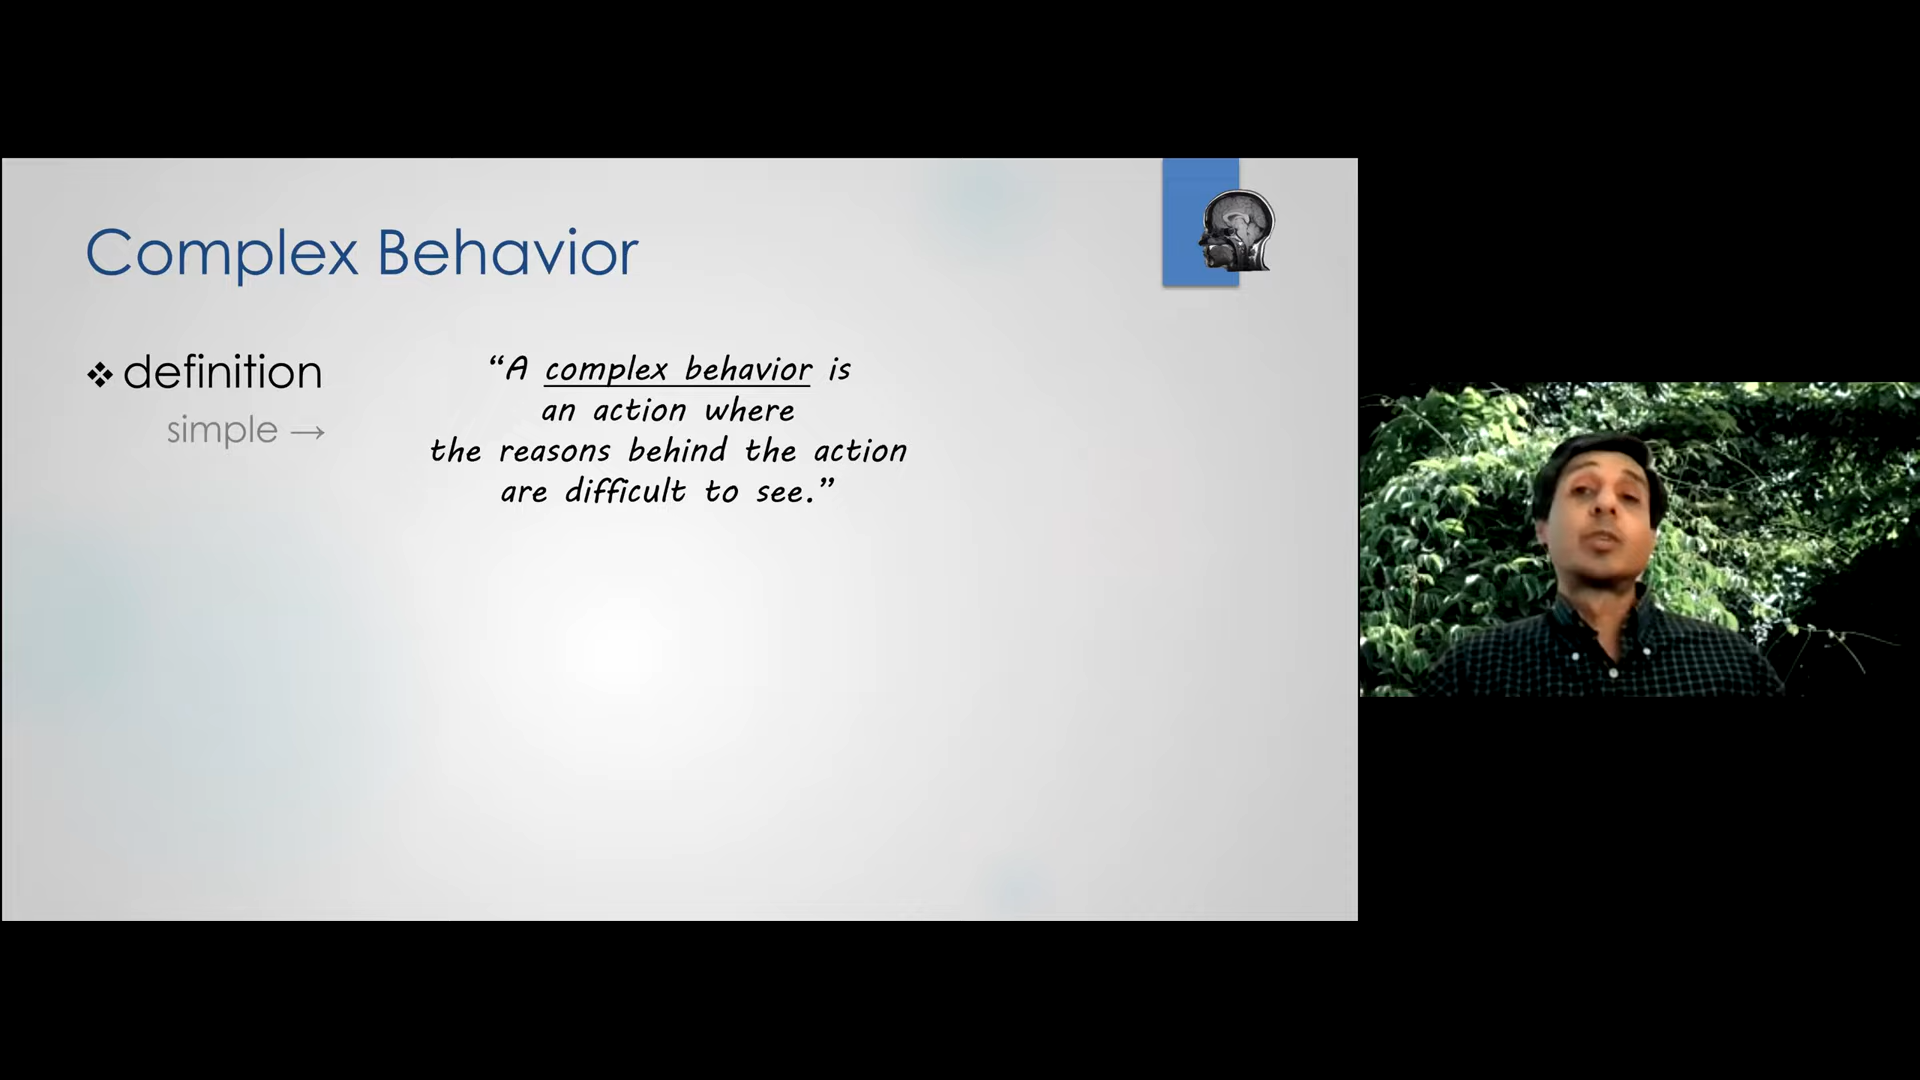 Complex Behavior
❖ definition
simple →
“A complex behavior is
an action where
the reasons behind the action
are difficult to see.”